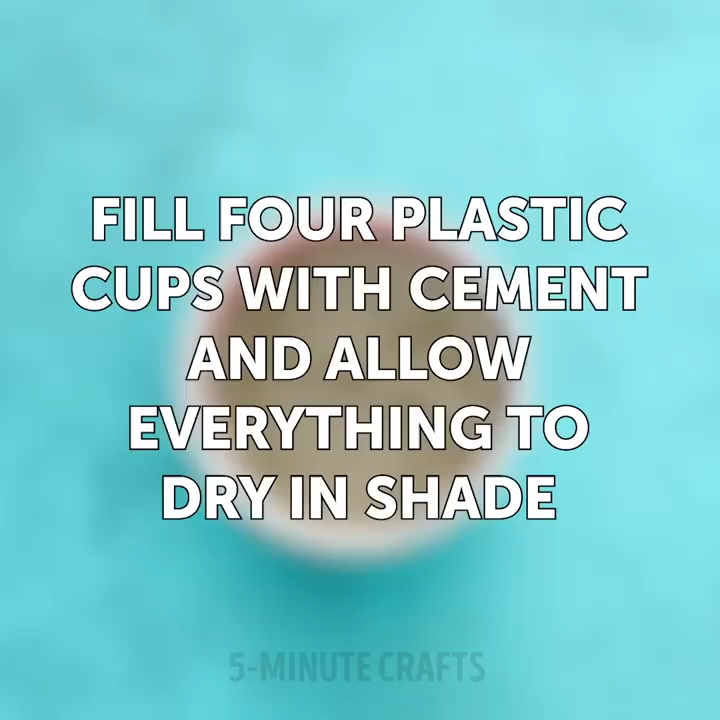 FILL FOUR PLASTIC
CUPS WITH CEMENT
AND ALLOW
EVERYTHING TO
DRY IN SHADE
5-MINUTE CRAFTS